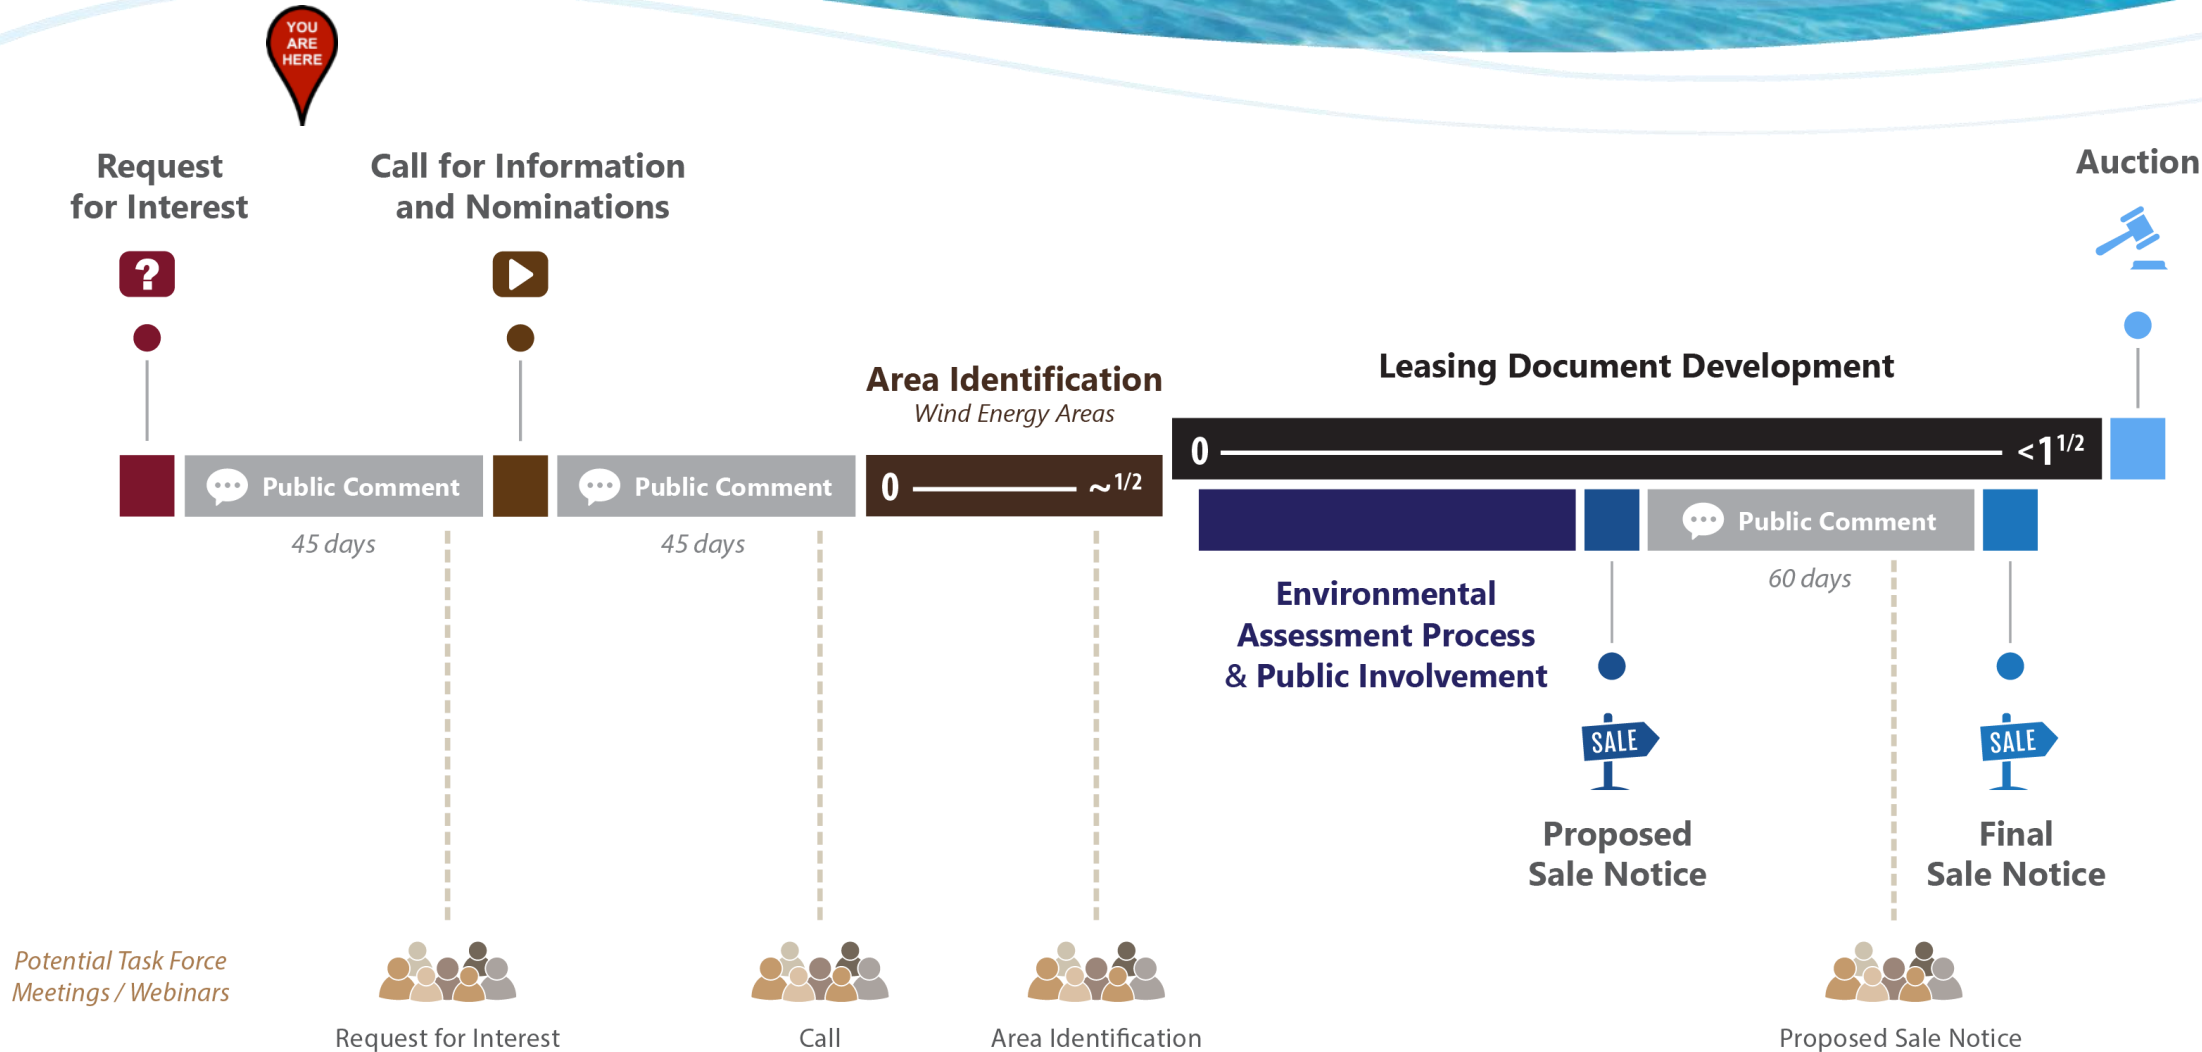 YOU
ARE
HERE
Request
for Interest
Call for Information
and Nominations
Auction
?
Area Identification
Wind Energy Areas
Leasing Document Development
Public Comment
45 days
Public Comment
45 days
0 ~1/2
0 <1 1/2
Public Comment
60 days
Environmental
Assessment Process
& Public Involvement
SALE
SALE
Proposed
Sale Notice
Final
Sale Notice
Potential Task Force
Meetings / Webinars
Request for Interest
Call
Area Identification
Proposed Sale Notice